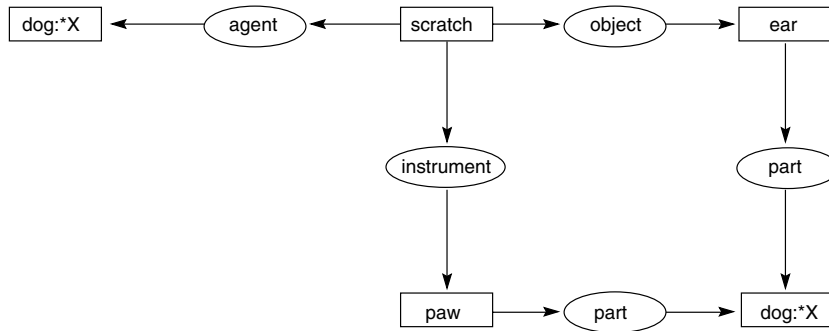 dog:*X agent scratch object ear
instrument part
paw part dog:*X